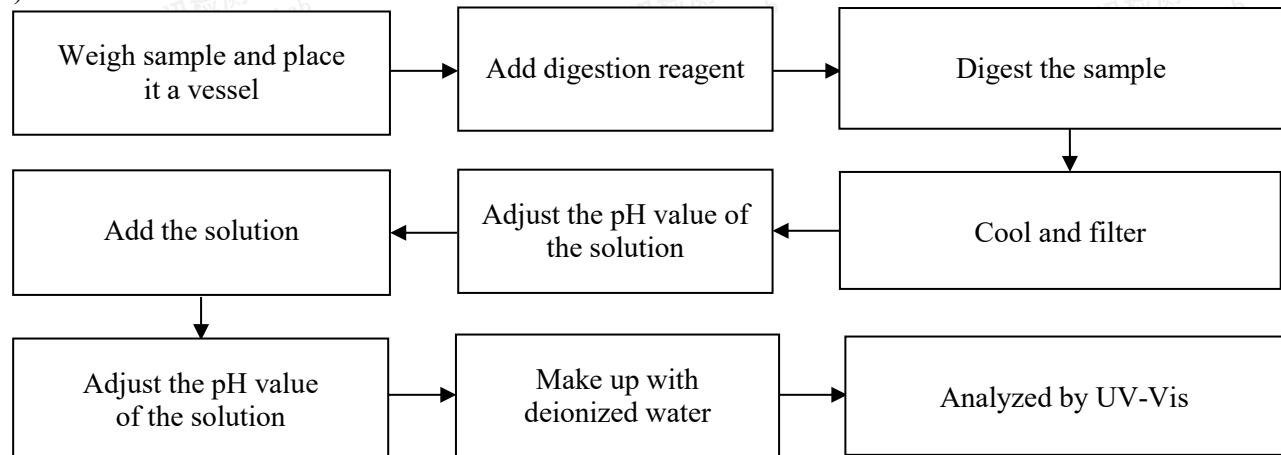 Weigh sample and place
it a vessel
Add digestion reagent
Digest the sample
Cool and filter
Adjust the pH value of
the solution
Add the solution
Adjust the pH value
of the solution
Make up with
deionized water
Analyzed by UV-Vis